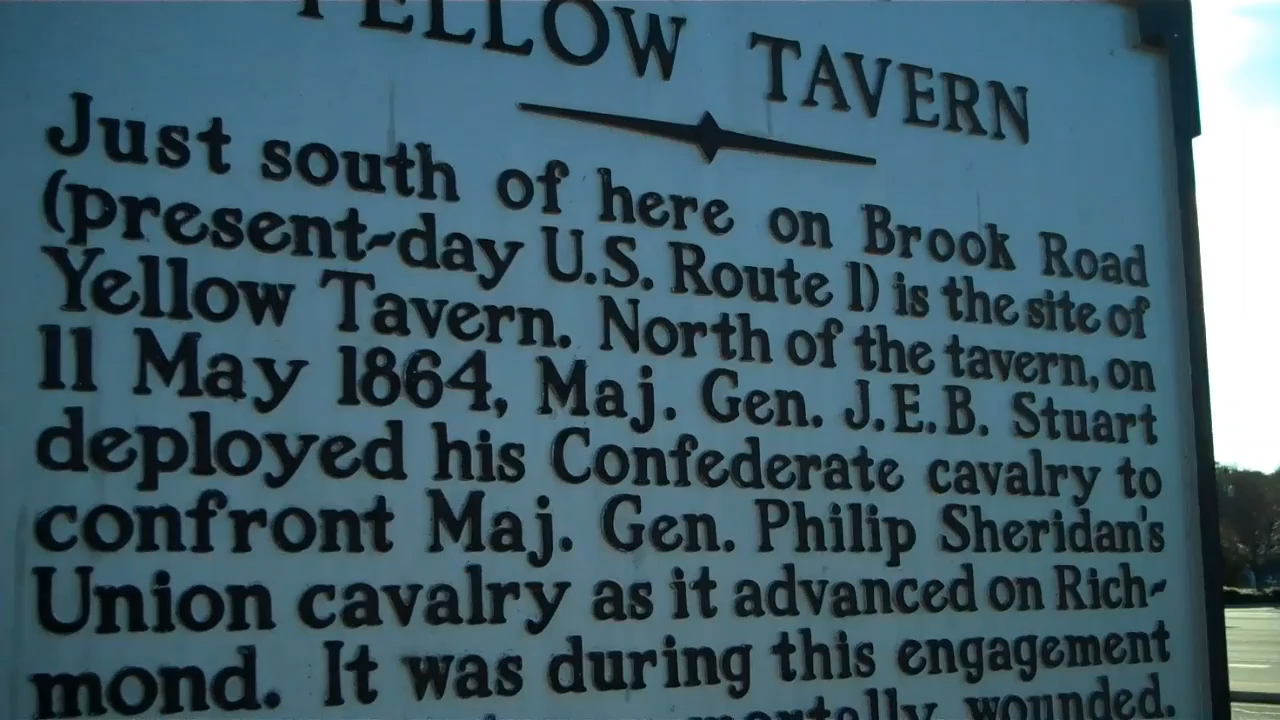 YELLOW TAVERN
Just south of here on Brook Road
(present-day U.S. Route 1) is the site of
Yellow Tavern. North of the tavern, on
11 May 1864, Maj. Gen. J.E.B. Stuart
deployed his Confederate cavalry to
confront Maj. Gen. Philip Sheridan's
Union cavalry as it advanced on Rich-
mond. It was during this engagement
mortally wounded.